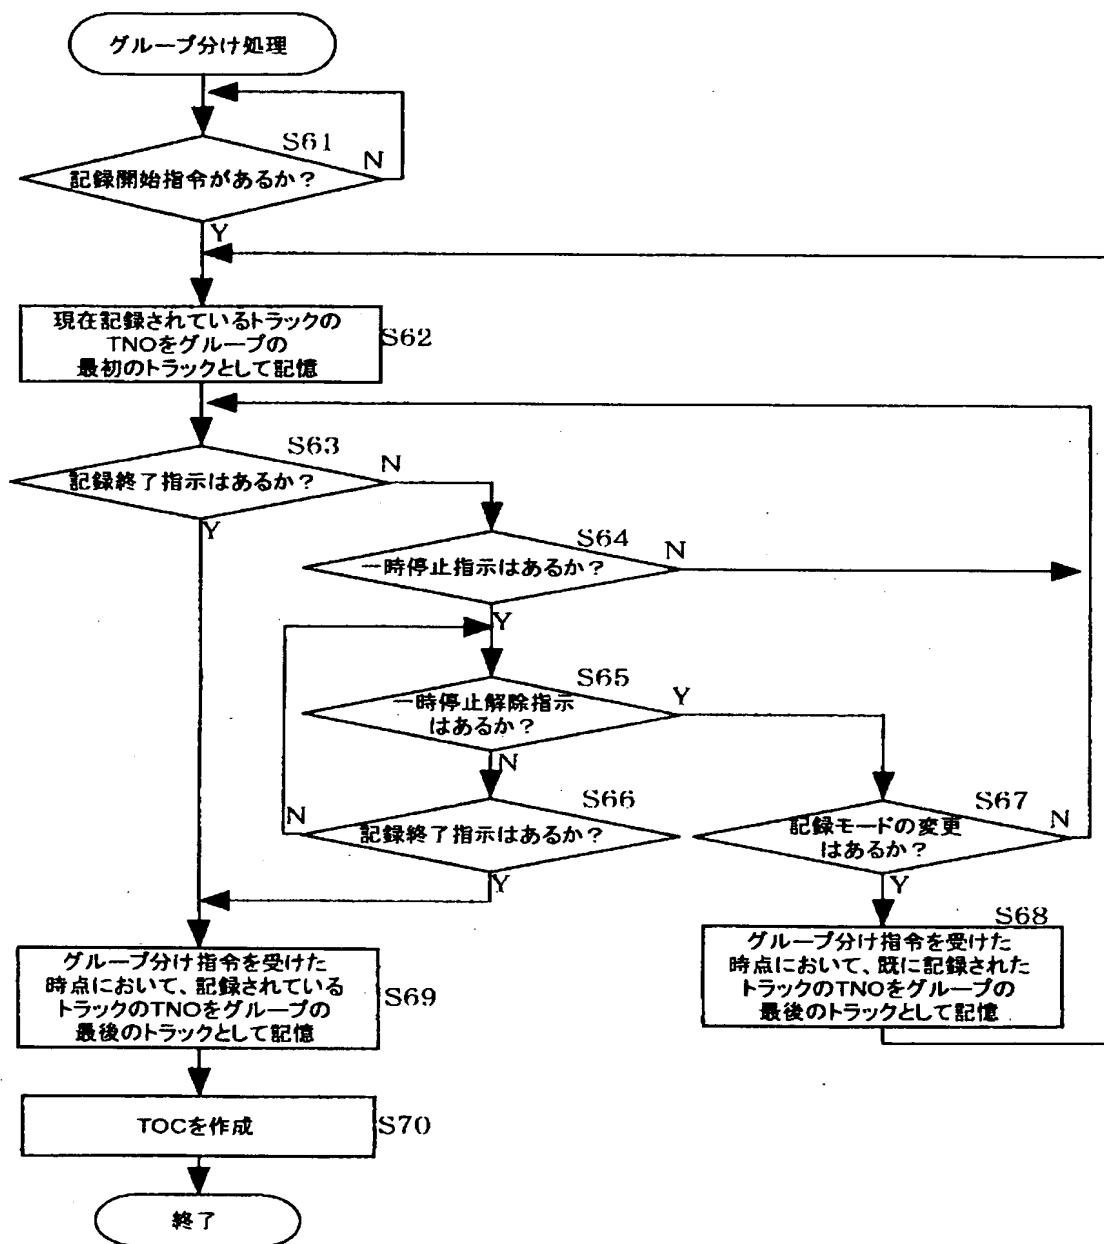 グループ分け処理
S61
記録開始指令があるか？
N
Y
現在記録されているトラックの
TNOをグループの
最初のトラックとして記憶
S62
S63
記録終了指示はあるか？
N
Y
S64
一時停止指示はあるか？
N
Y
S65
一時停止解除指示
はあるか？
Y
N
S66
記録終了指示はあるか？
N
Y
S67
記録モードの変更
はあるか？
N
Y
S68
グループ分け指令を受けた
時点において、既に記録された
トラックのTNOをグループの
最後のトラックとして記憶
グループ分け指令を受けた
時点において、記録されている
トラックのTNOをグループの
最後のトラックとして記憶
S69
TOCを作成
S70
終了